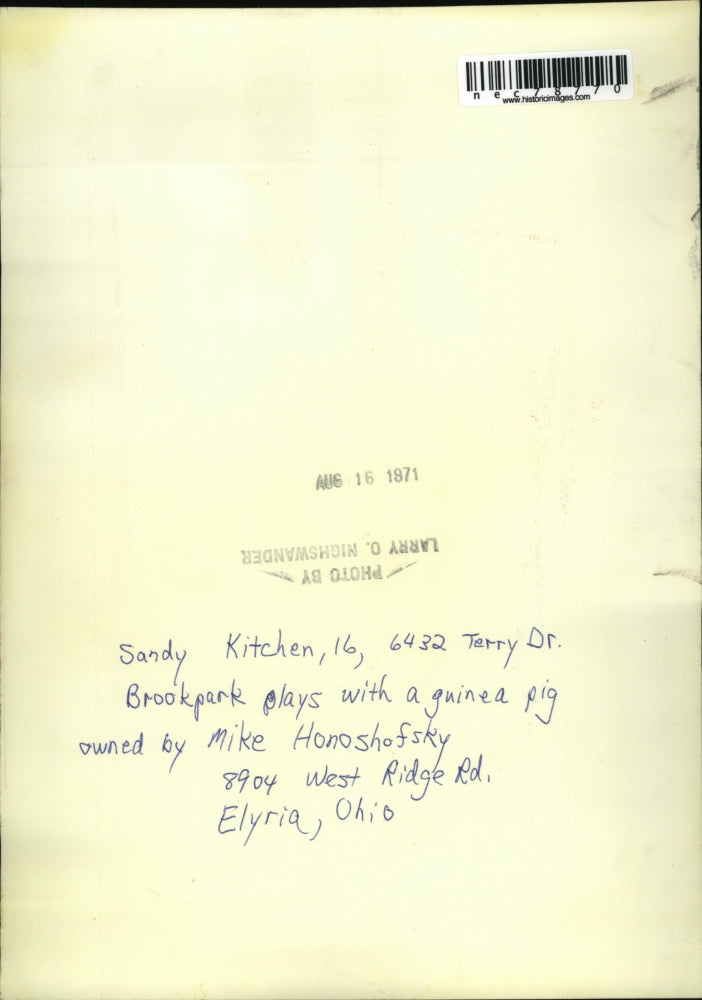 nec78770
www.historicimages.com
AUG 16 1971
PHOTO BY
LARRY O. NIGHSWANDER
Sandy Kitchen, 16, 6432 Terry Dr.
Brookpark plays with a guinea pig
owned by Mike Honoshofsky
8904 West Ridge Rd.
Elyria, Ohio